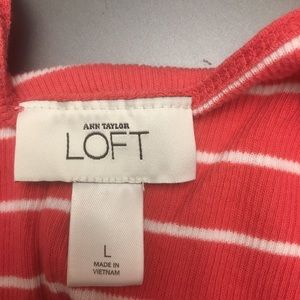 ANN TAYLOR
LOFT
L
MADE IN
VIETNAM